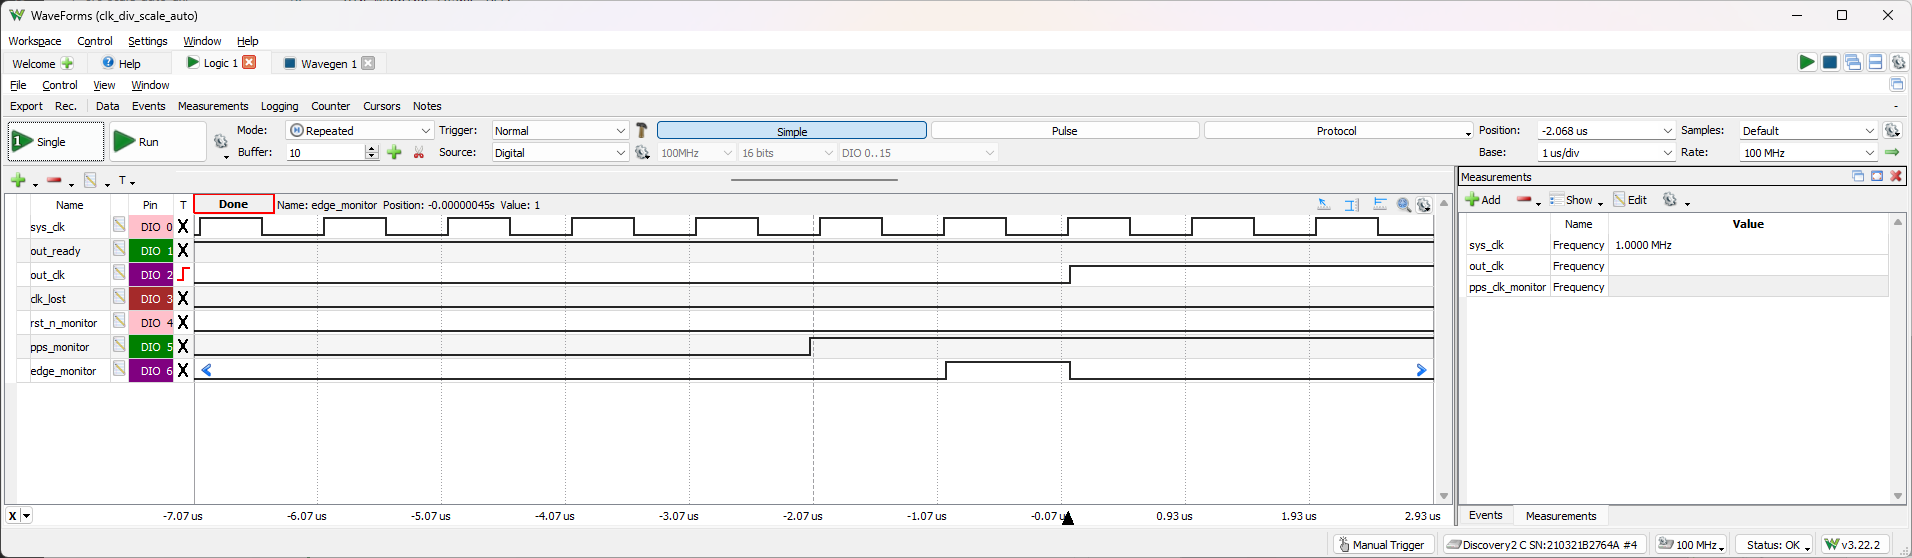 WaveForms (clk_div_scale_auto)
Workspace Control Settings Window Help
Welcome Help Logic 1 Wavegen 1
File Control View Window
Export Rec. Data Events Measurements Logging Counter Cursors Notes
1 Single Run Mode: Repeated Trigger: Normal Simple Pulse Protocol Position: -2.068 us Samples: Default
Buffer: 10 Source: Digital 100MHz 16 bits DIO 0..15 Base: 1 us/div Rate: 100 MHz
T
Name Pin T Done Name: edge_monitor Position: -0.00000045s Value: 1
sys_clk DIO 0 X
out_ready DIO 1 X
out_clk DIO 2
clk_lost DIO 3 X
rst_n_monitor DIO 4 X
pps_monitor DIO 5 X
edge_monitor DIO 6 X
X -7.07 us -6.07 us -5.07 us -4.07 us -3.07 us -2.07 us -1.07 us -0.07 us 0.93 us 1.93 us 2.93 us
Measurements
Add Show Edit
Name Value
sys_clk Frequency 1.0000 MHz
out_clk Frequency
pps_clk_monitor Frequency
Events Measurements
Manual Trigger Discovery2 C SN:210321B2764A #4 100 MHz Status: OK v3.22.2